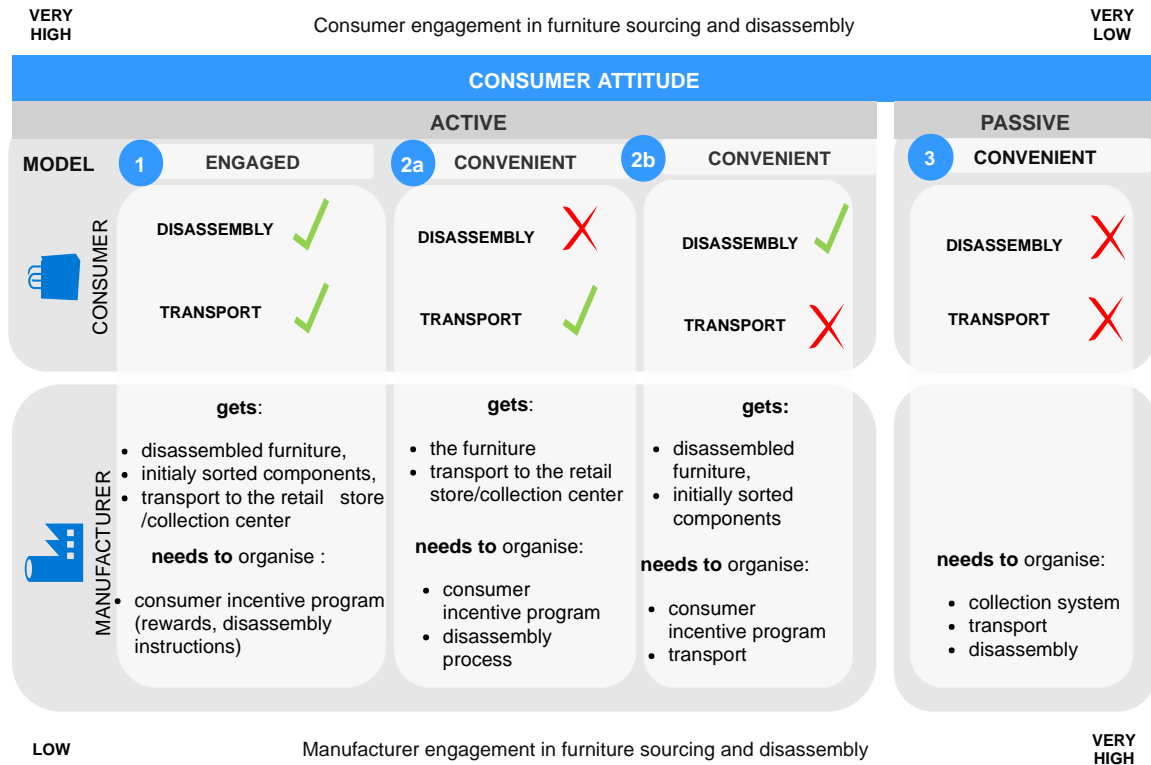 VERY
HIGH
Consumer engagement in furniture sourcing and disassembly
VERY
LOW
CONSUMER ATTITUDE
ACTIVE
PASSIVE
MODEL
1
ENGAGED
2a
CONVENIENT
2b
CONVENIENT
3
CONVENIENT
CONSUMER
DISASSEMBLY
TRANSPORT
DISASSEMBLY
TRANSPORT
DISASSEMBLY
TRANSPORT
DISASSEMBLY
TRANSPORT
MANUFACTURER
gets:
• disassembled furniture,
• initialy sorted components,
• transport to the retail store
/collection center
needs to organise :
• consumer incentive program
(rewards, disassembly
instructions)
gets:
• the furniture
• transport to the retail
store/collection center
needs to organise:
• consumer
incentive program
• disassembly
process
gets:
• disassembled
furniture,
• initially sorted
components
needs to organise:
• consumer
incentive program
• transport
needs to organise:
• collection system
• transport
• disassembly
LOW
Manufacturer engagement in furniture sourcing and disassembly
VERY
HIGH